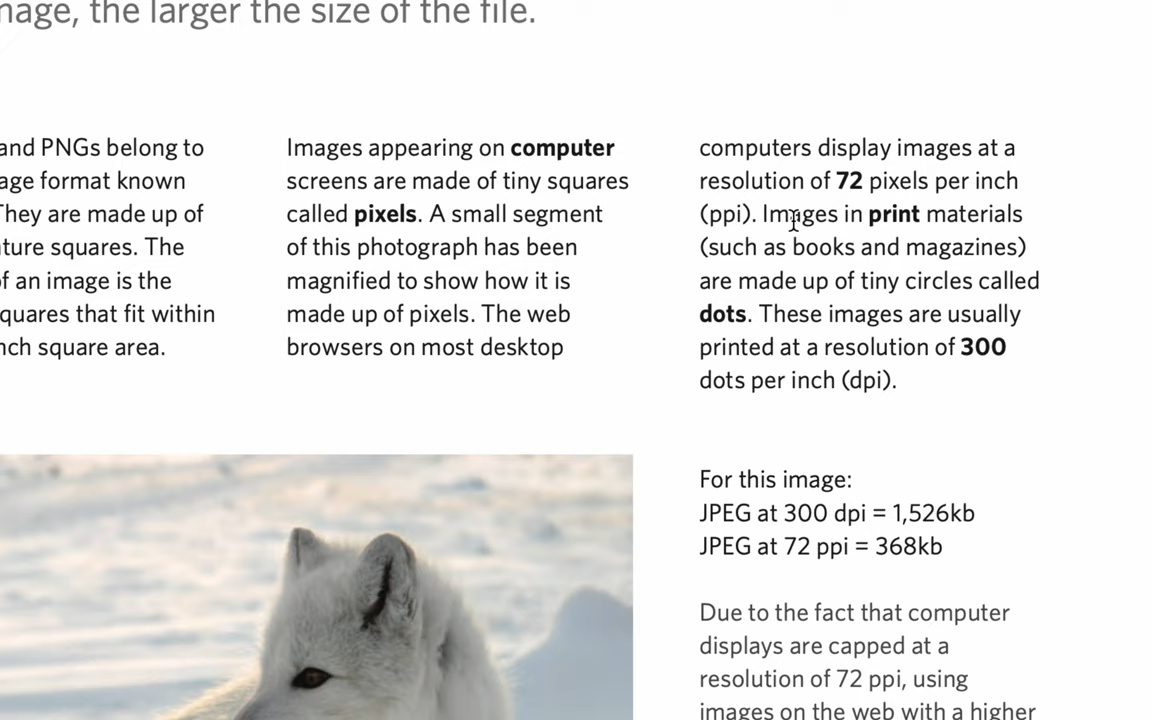 nage, the larger the size of the file.
and PNGs belong to
age format known
They are made up of
ture squares. The
of an image is the
quares that fit within
nch square area.
Images appearing on computer
screens are made of tiny squares
called pixels. A small segment
of this photograph has been
magnified to show how it is
made up of pixels. The web
browsers on most desktop
computers display images at a
resolution of 72 pixels per inch
(ppi). Images in print materials
(such as books and magazines)
are made up of tiny circles called
dots. These images are usually
printed at a resolution of 300
dots per inch (dpi).
For this image:
JPEG at 300 dpi = 1,526kb
JPEG at 72 ppi = 368kb
Due to the fact that computer
displays are capped at a
resolution of 72 ppi, using
images on the web with a higher